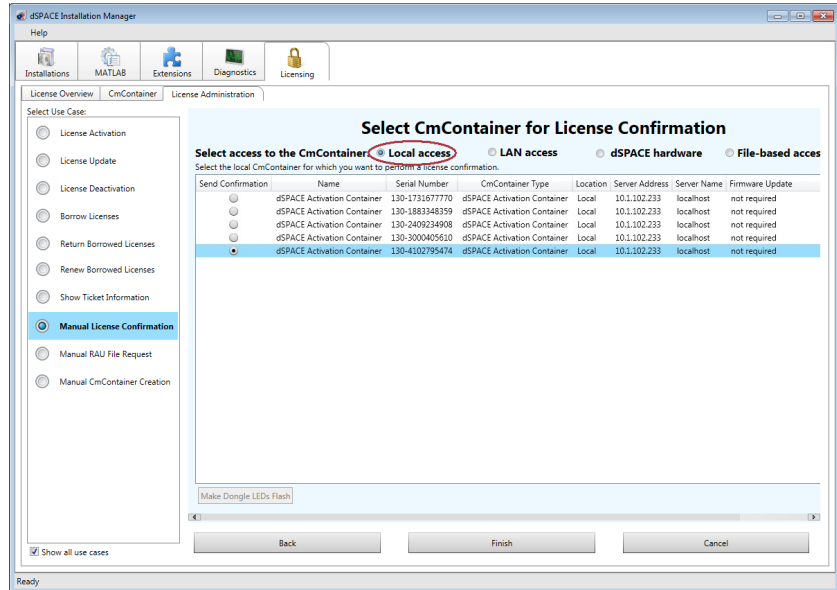 dSPACE Installation Manager
Help
Installations MATLAB Extensions Diagnostics Licensing
License Overview CmContainer License Administration
Select Use Case:
License Activation
License Update
License Deactivation
Borrow Licenses
Return Borrowed Licenses
Renew Borrowed Licenses
Show Ticket Information
Manual License Confirmation
Manual RAU File Request
Manual CmContainer Creation
Show all use cases
Select CmContainer for License Confirmation
Select access to the CmContainer: Local access LAN access dSPACE hardware File-based acces
Select the local CmContainer for which you want to perform a license confirmation.
Send Confirmation Name Serial Number CmContainer Type Location Server Address Server Name Firmware Update
dSPACE Activation Container 130-1731677770 dSPACE Activation Container Local 10.1.102.233 localhost not required
dSPACE Activation Container 130-1883348359 dSPACE Activation Container Local 10.1.102.233 localhost not required
dSPACE Activation Container 130-2409234908 dSPACE Activation Container Local 10.1.102.233 localhost not required
dSPACE Activation Container 130-3000405610 dSPACE Activation Container Local 10.1.102.233 localhost not required
dSPACE Activation Container 130-4102795474 dSPACE Activation Container Local 10.1.102.233 localhost not required
Make Dongle LEDs Flash
Back Finish Cancel
Ready